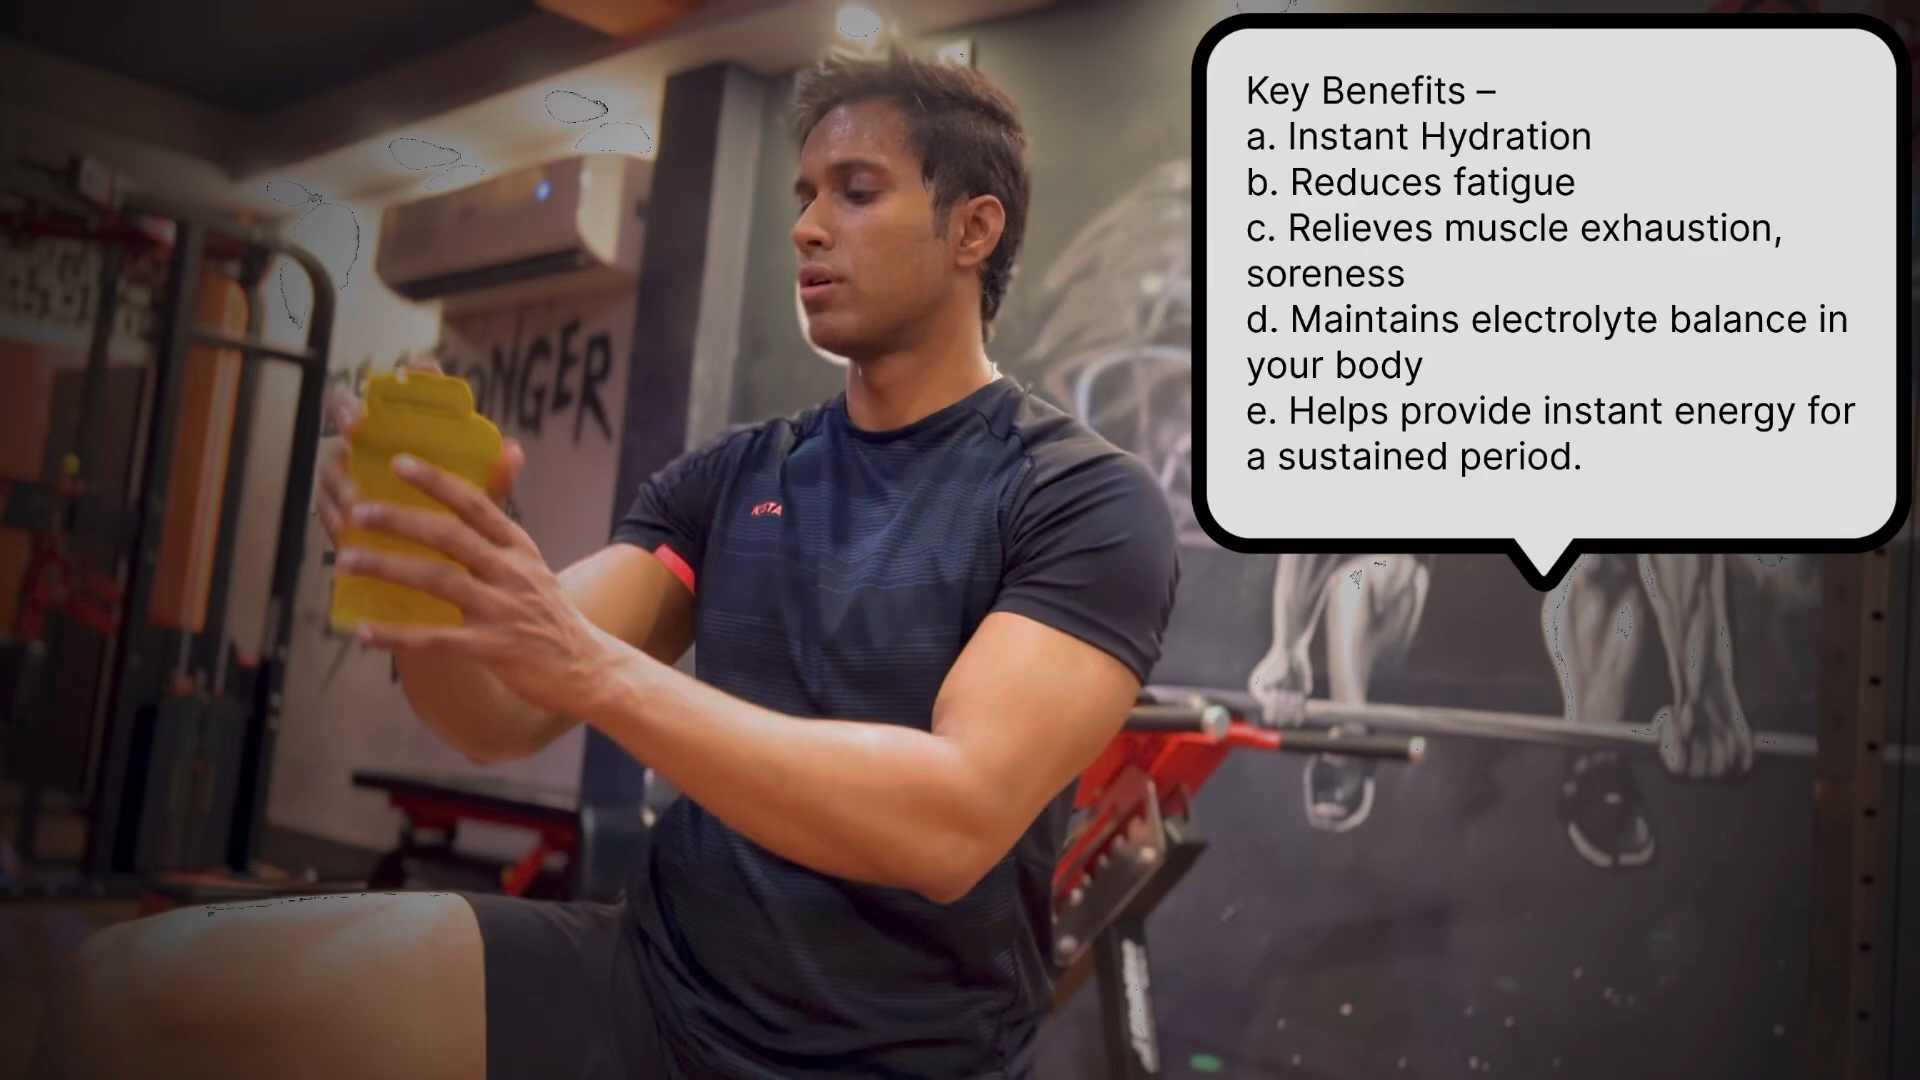 Key Benefits –
a. Instant Hydration
b. Reduces fatigue
c. Relieves muscle exhaustion,
soreness
d. Maintains electrolyte balance in
your body
e. Helps provide instant energy for
a sustained period.